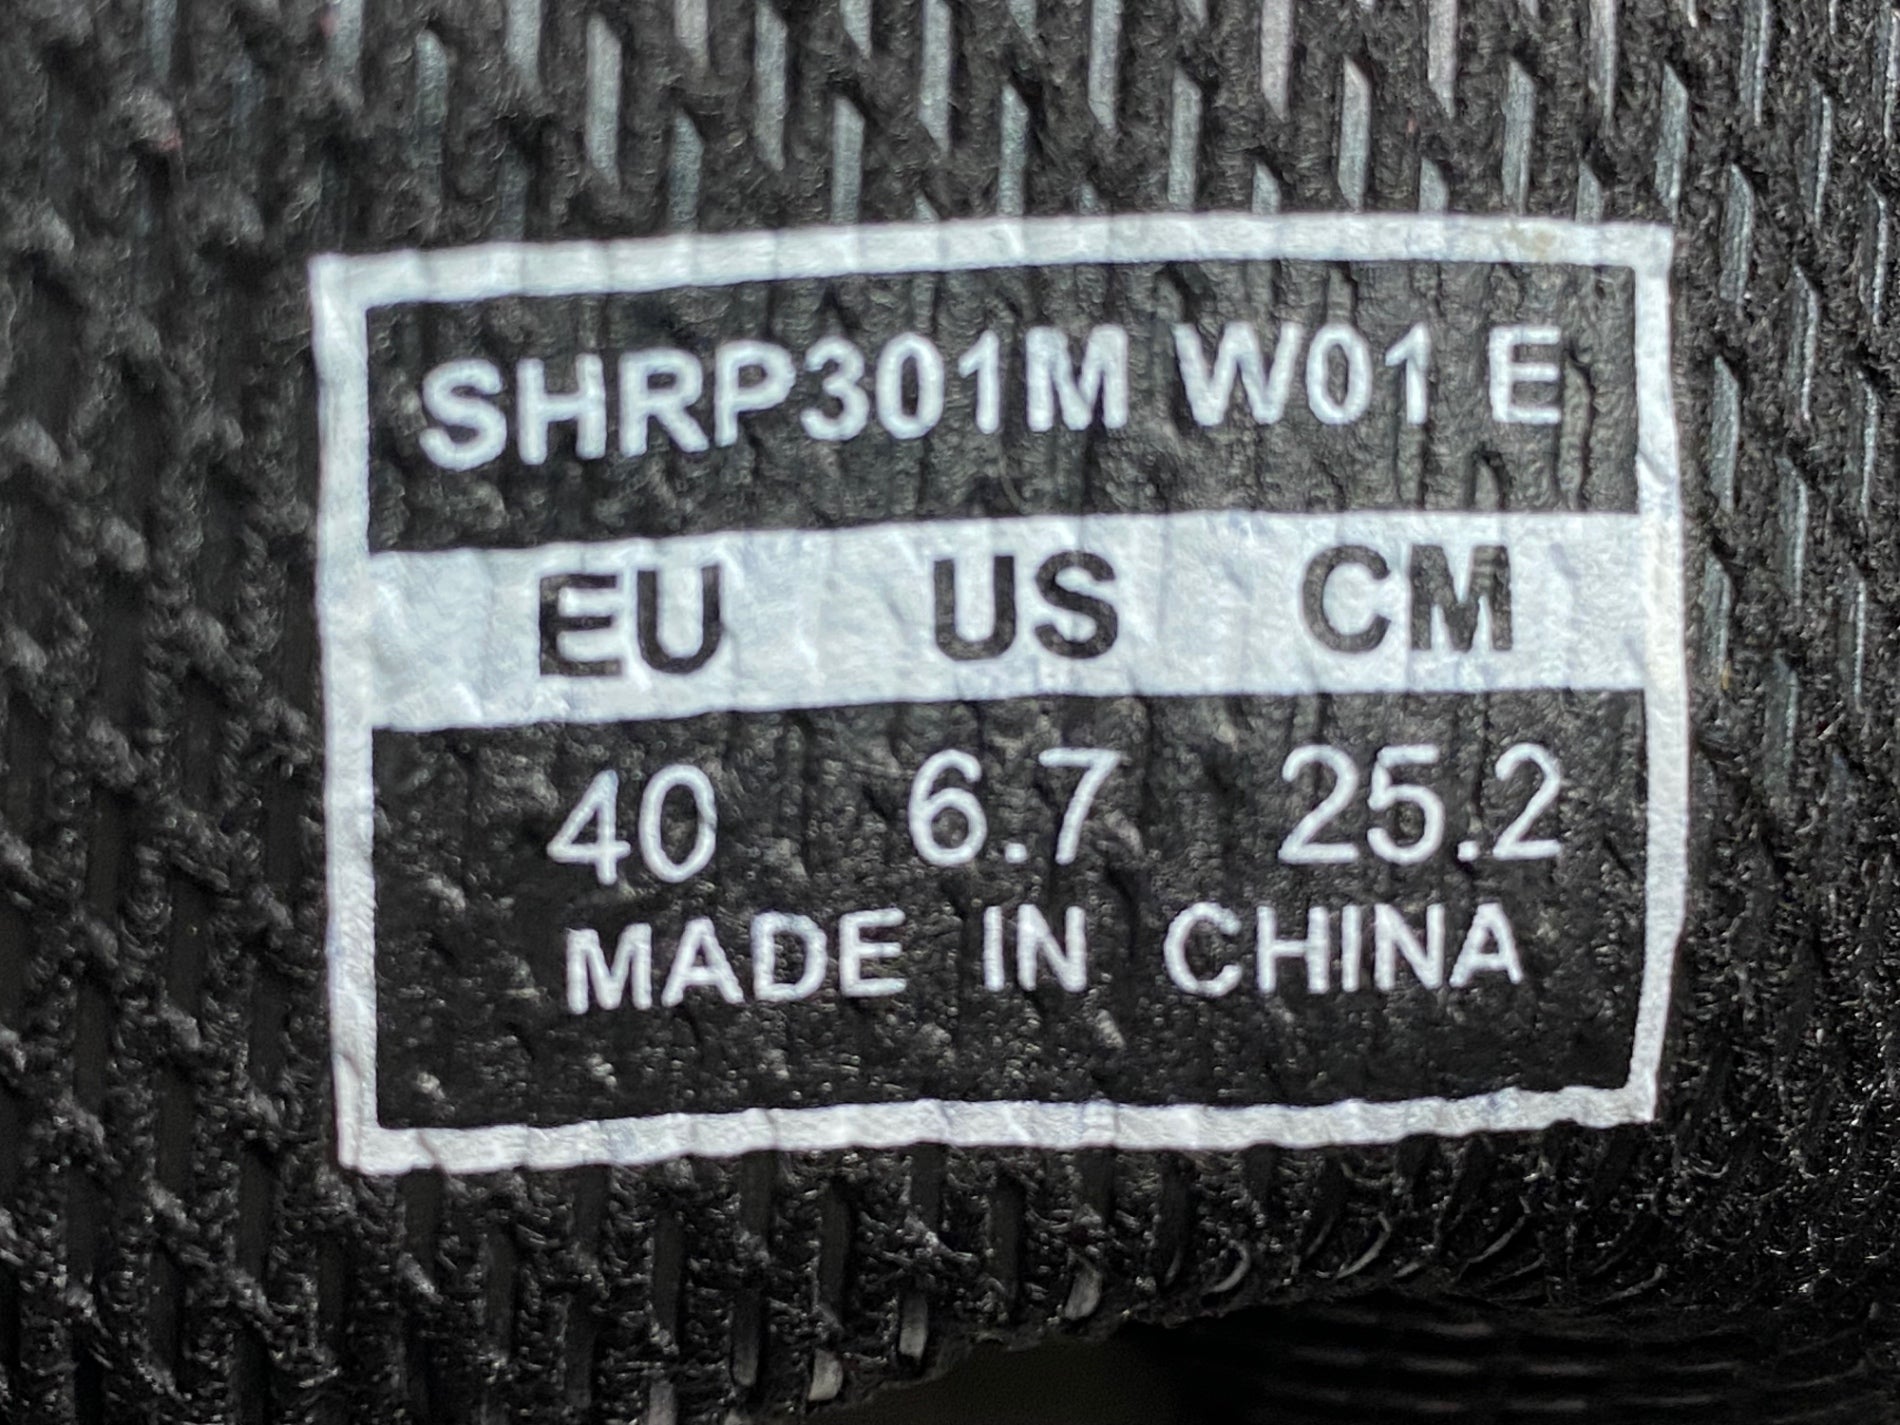 SHRP301M W01 E
EU US CM
40 6.7 25.2
MADE IN CHINA